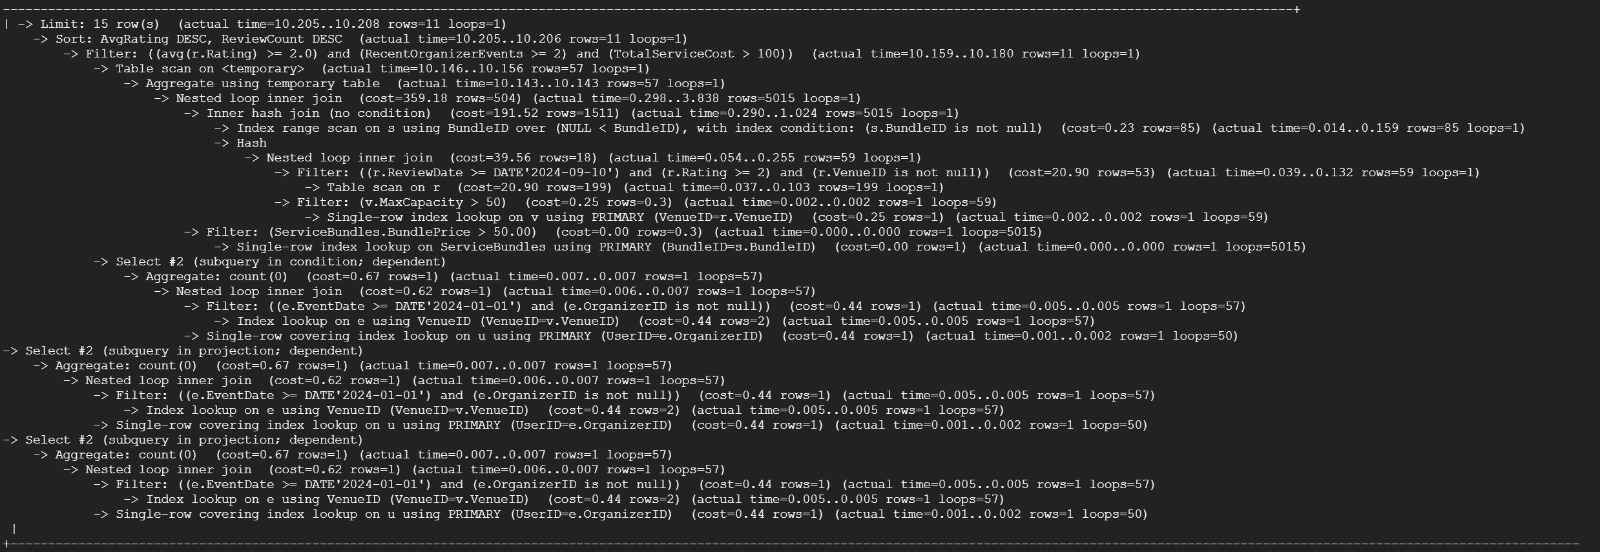 | -> Limit: 15 row(s)  (actual time=10.205..10.208 rows=11 loops=1)
-> Sort: AvgRating DESC, ReviewCount DESC  (actual time=10.205..10.206 rows=11 loops=1)
-> Filter: ((avg(r.Rating) >= 2.0) and (RecentOrganizerEvents >= 2) and (TotalServiceCost > 100))  (actual time=10.159..10.180 rows=11 loops=1)
-> Table scan on <temporary>  (actual time=10.146..10.156 rows=57 loops=1)
-> Aggregate using temporary table  (actual time=10.143..10.143 rows=57 loops=1)
-> Nested loop inner join  (cost=359.18 rows=504) (actual time=0.298..3.838 rows=5015 loops=1)
-> Inner hash join (no condition)  (cost=191.52 rows=1511) (actual time=0.290..1.024 rows=5015 loops=1)
-> Index range scan on s using BundleID over (NULL < BundleID), with index condition: (s.BundleID is not null)  (cost=0.23 rows=85) (actual time=0.014..0.159 rows=85 loops=1)
-> Hash
-> Nested loop inner join  (cost=39.56 rows=18) (actual time=0.054..0.255 rows=59 loops=1)
-> Filter: ((r.ReviewDate >= DATE'2024-09-10') and (r.Rating >= 2) and (r.VenueID is not null))  (cost=20.90 rows=53) (actual time=0.039..0.132 rows=59 loops=1)
-> Table scan on r  (cost=20.90 rows=199) (actual time=0.037..0.103 rows=199 loops=1)
-> Filter: (v.MaxCapacity > 50)  (cost=0.25 rows=0.3) (actual time=0.002..0.002 rows=1 loops=59)
-> Single-row index lookup on v using PRIMARY (VenueID=r.VenueID)  (cost=0.25 rows=1) (actual time=0.002..0.002 rows=1 loops=59)
-> Filter: (ServiceBundles.BundlePrice > 50.00)  (cost=0.00 rows=0.3) (actual time=0.000..0.000 rows=1 loops=5015)
-> Single-row index lookup on ServiceBundles using PRIMARY (BundleID=s.BundleID)  (cost=0.00 rows=1) (actual time=0.000..0.000 rows=1 loops=5015)
-> Select #2 (subquery in condition; dependent)
-> Aggregate: count(0)  (cost=0.67 rows=1) (actual time=0.007..0.007 rows=1 loops=57)
-> Nested loop inner join  (cost=0.62 rows=1) (actual time=0.006..0.007 rows=1 loops=57)
-> Filter: ((e.EventDate >= DATE'2024-01-01') and (e.OrganizerID is not null))  (cost=0.44 rows=1) (actual time=0.005..0.005 rows=1 loops=57)
-> Index lookup on e using VenueID (VenueID=v.VenueID)  (cost=0.44 rows=2) (actual time=0.005..0.005 rows=1 loops=57)
-> Single-row covering index lookup on u using PRIMARY (UserID=e.OrganizerID)  (cost=0.44 rows=1) (actual time=0.001..0.002 rows=1 loops=50)
-> Select #2 (subquery in projection; dependent)
-> Aggregate: count(0)  (cost=0.67 rows=1) (actual time=0.007..0.007 rows=1 loops=57)
-> Nested loop inner join  (cost=0.62 rows=1) (actual time=0.006..0.007 rows=1 loops=57)
-> Filter: ((e.EventDate >= DATE'2024-01-01') and (e.OrganizerID is not null))  (cost=0.44 rows=1) (actual time=0.005..0.005 rows=1 loops=57)
-> Index lookup on e using VenueID (VenueID=v.VenueID)  (cost=0.44 rows=2) (actual time=0.005..0.005 rows=1 loops=57)
-> Single-row covering index lookup on u using PRIMARY (UserID=e.OrganizerID)  (cost=0.44 rows=1) (actual time=0.001..0.002 rows=1 loops=50)
-> Select #2 (subquery in projection; dependent)
-> Aggregate: count(0)  (cost=0.67 rows=1) (actual time=0.007..0.007 rows=1 loops=57)
-> Nested loop inner join  (cost=0.62 rows=1) (actual time=0.006..0.007 rows=1 loops=57)
-> Filter: ((e.EventDate >= DATE'2024-01-01') and (e.OrganizerID is not null))  (cost=0.44 rows=1) (actual time=0.005..0.005 rows=1 loops=57)
-> Index lookup on e using VenueID (VenueID=v.VenueID)  (cost=0.44 rows=2) (actual time=0.005..0.005 rows=1 loops=57)
-> Single-row covering index lookup on u using PRIMARY (UserID=e.OrganizerID)  (cost=0.44 rows=1) (actual time=0.001..0.002 rows=1 loops=50)
|